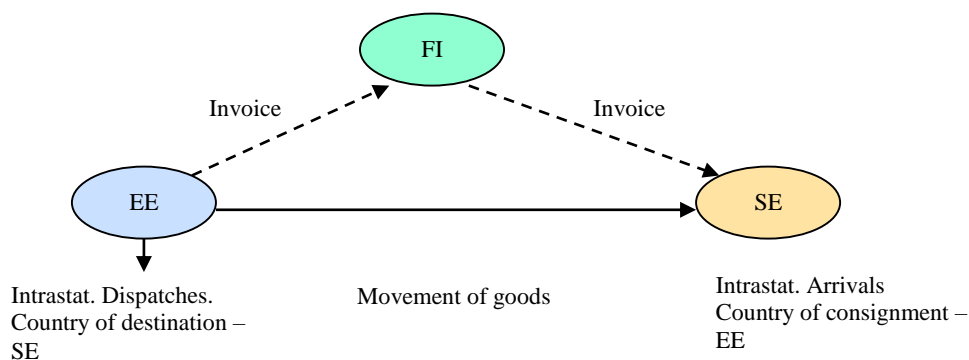 FI
Invoice
Invoice
EE
SE
Intrastat. Dispatches.
Country of destination –
SE
Movement of goods
Intrastat. Arrivals
Country of consignment –
EE